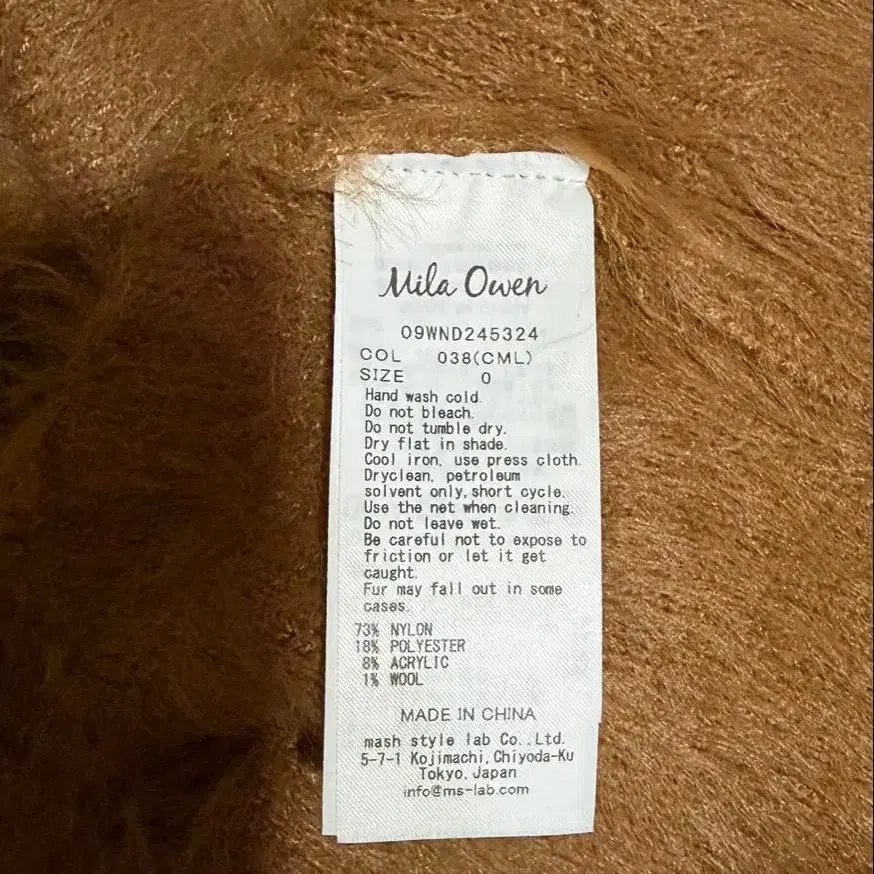 Mila Owen
09WND245324
COL 038(CML)
SIZE 0
Hand wash cold.
Do not bleach.
Do not tumble dry.
Dry flat in shade.
Cool iron, use press cloth.
Dryclean, petroleum
solvent only, short cycle.
Use the net when cleaning.
Do not leave wet.
Be careful not to expose to
friction or let it get
caught.
Fur may fall out in some
cases.
73% NYLON
18% POLYESTER
8% ACRYLIC
1% WOOL
MADE IN CHINA
mash style lab Co.,Ltd.
5-7-1 Kojimachi, Chiyoda-Ku
Tokyo, Japan
info@ms-lab.com